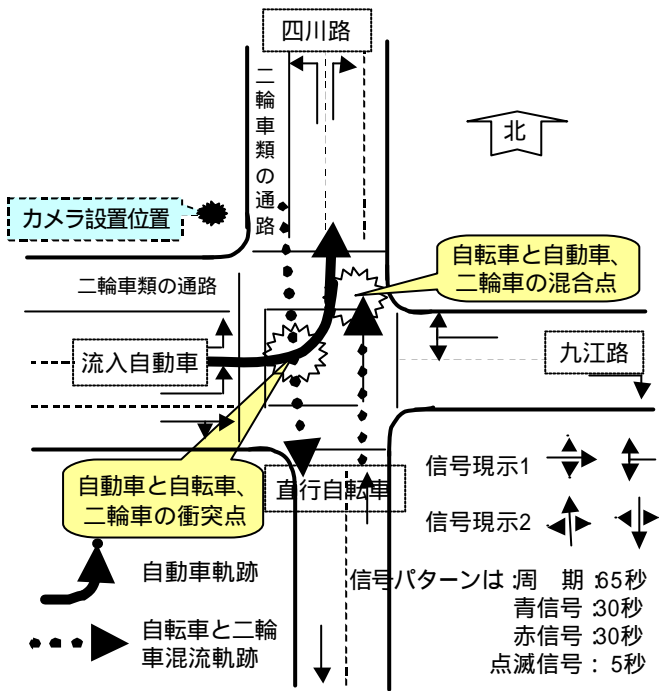 四川路
二輪車類の通路
北
カメラ設置位置
自転車と自動車、
二輪車の混合点
二輪車類の通路
流入自動車
九江路
自動車と自転車、
二輪車の衝突点
直行自転車
信号現示1
信号現示2
自動車軌跡
自転車と二輪
車混流軌跡
信号パターンは:周　期:65秒
青信号:30秒
赤信号:30秒
点滅信号：5秒